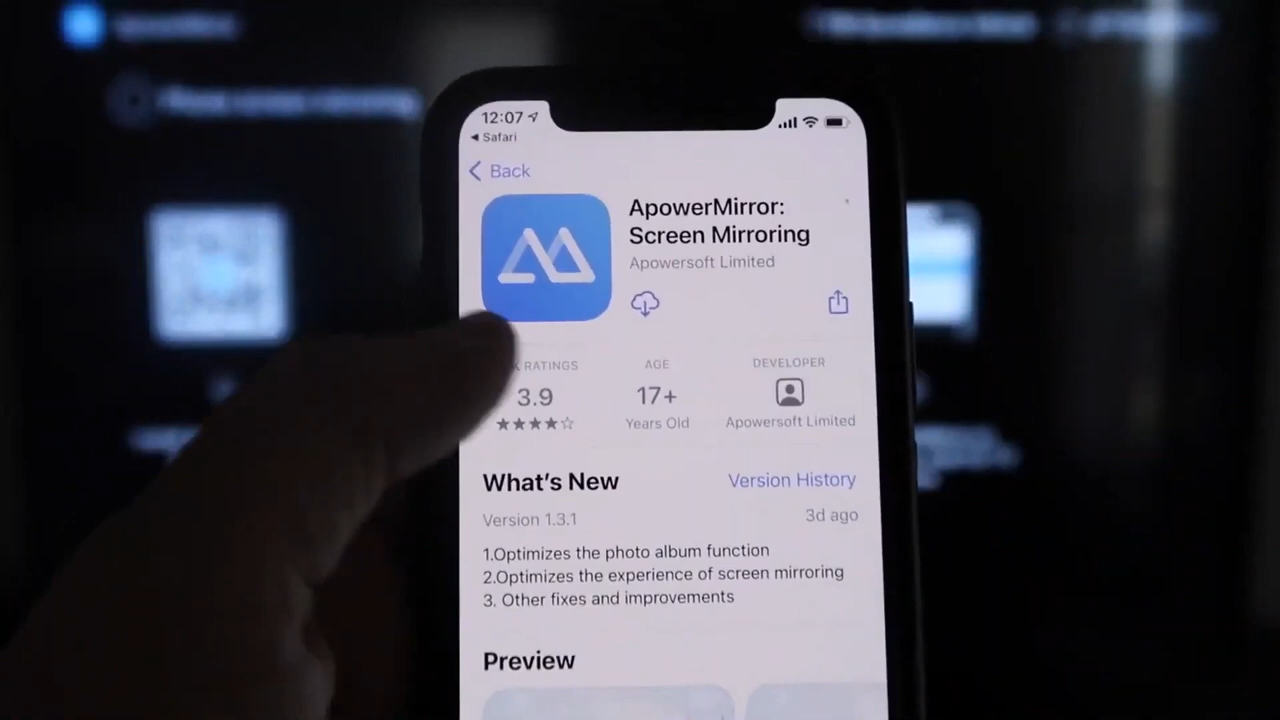 12:07
Safari
Back
ApowerMirror:
Screen Mirroring
Apowersoft Limited
RATINGS
AGE
DEVELOPER
3.9
17+
Years Old
Apowersoft Limited
What's New
Version History
Version 1.3.1
3d ago
1.Optimizes the photo album function
2.Optimizes the experience of screen mirroring
3. Other fixes and improvements
Preview